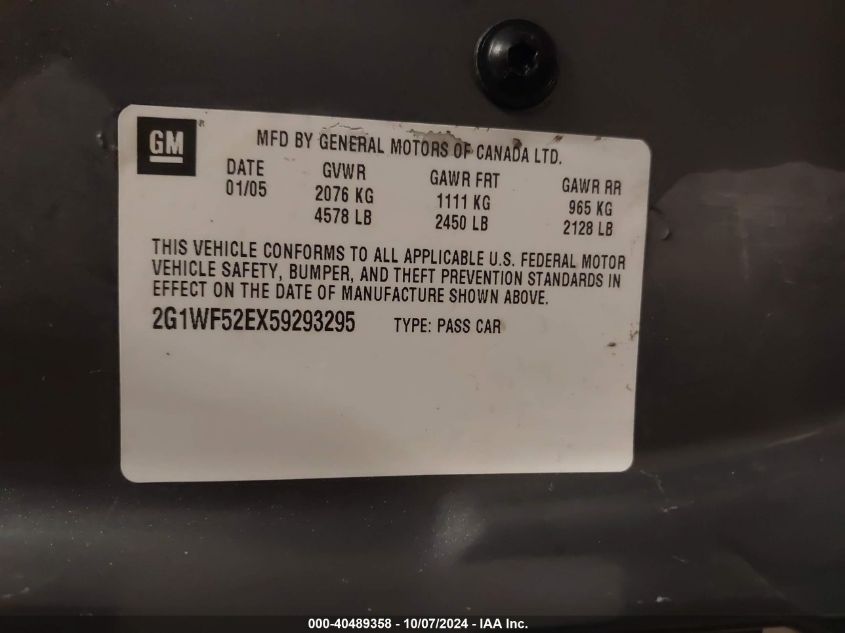 GM
MFD BY GENERAL MOTORS OF CANADA LTD.
DATE GVWR GAWR FRT GAWR RR
01/05 2076 KG 1111 KG 965 KG
4578 LB 2450 LB 2128 LB
THIS VEHICLE CONFORMS TO ALL APPLICABLE U.S. FEDERAL MOTOR
VEHICLE SAFETY, BUMPER, AND THEFT PREVENTION STANDARDS IN
EFFECT ON THE DATE OF MANUFACTURE SHOWN ABOVE.
2G1WF52EX59293295 TYPE: PASS CAR
000-40489358 - 10/07/2024 - IAA Inc.